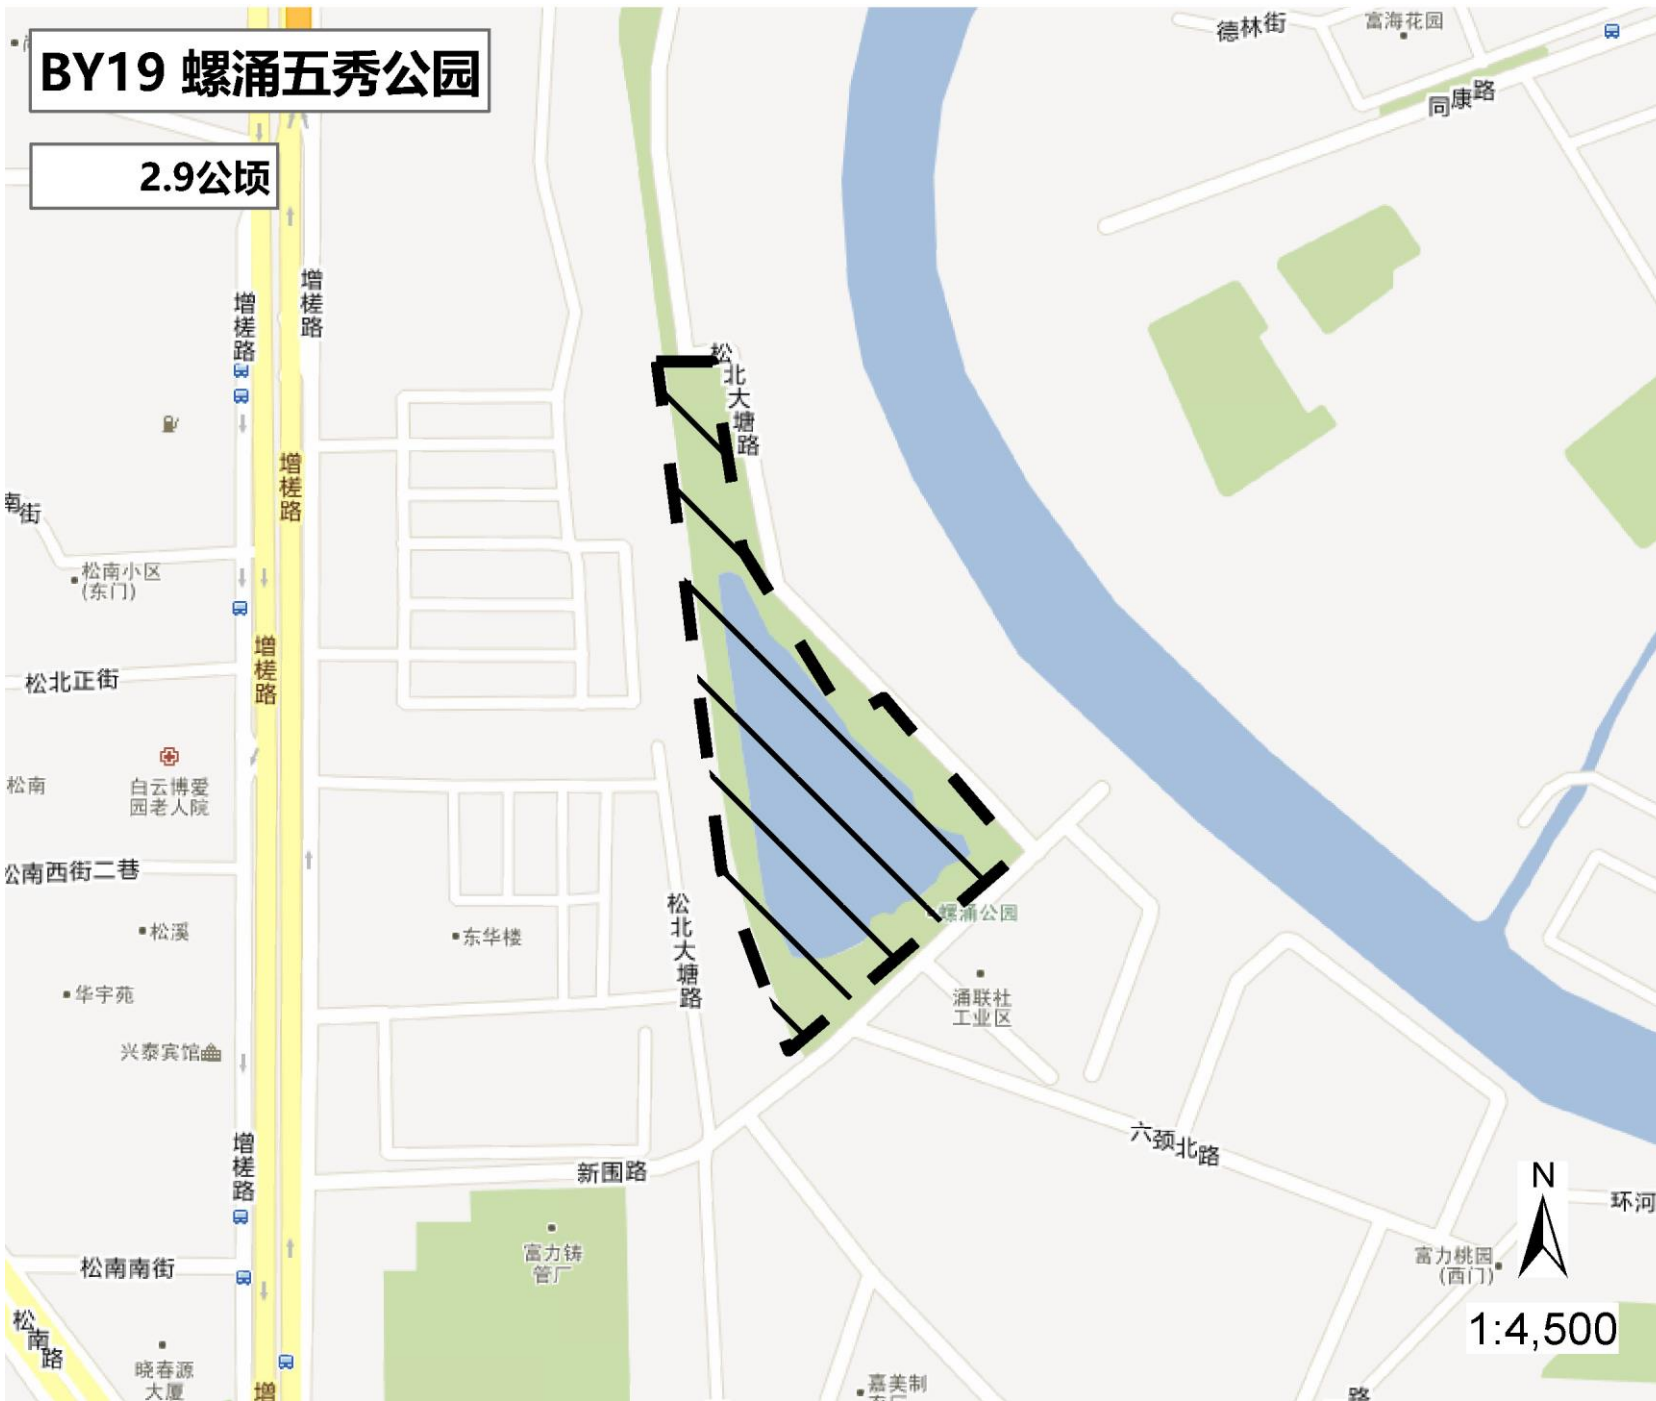 BY19 螺涌五秀公园
2.9公顷
德林街
富海花园
同康路
增槎路
增槎路
松北大塘路
增槎路
南街
松南小区
(东门)
增槎路
松北正街
松南
白云博爱
园老人院
松南西街二巷
松溪
东华楼
松北大塘路
螺涌公园
华宇苑
涌联社
工业区
兴泰宾馆
增槎路
新围路
六颈北路
N
环河
松南南街
富力铸
管厂
富力桃园
(西门)
松南路
1:4,500
晓春源
大厦
增
嘉美制
路